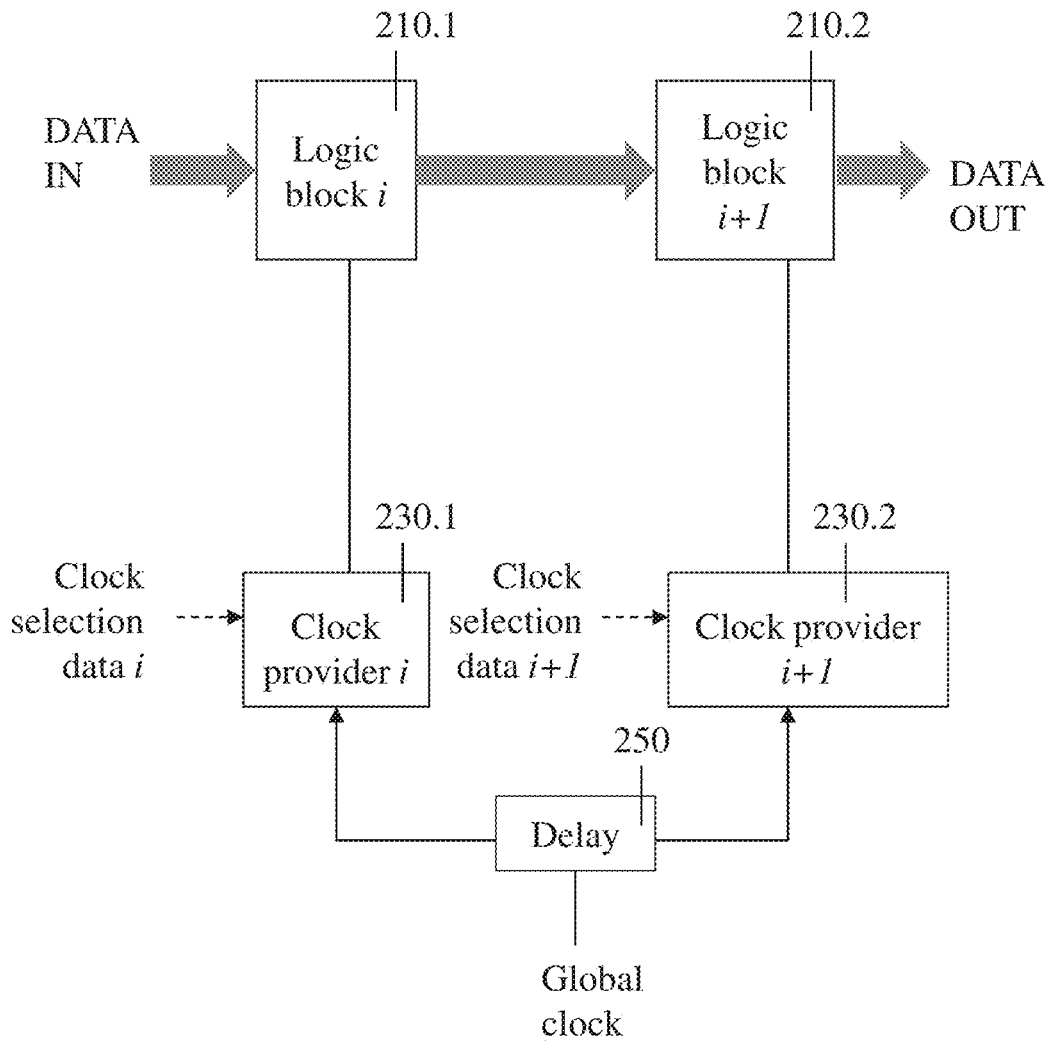 210.1
210.2
DATA
IN
Logic
block i
Logic
block
i+1
DATA
OUT
230.1
230.2
Clock
selection
data i
Clock
provider i
Clock
selection
data i+1
Clock provider
i+1
250
Delay
Global
clock